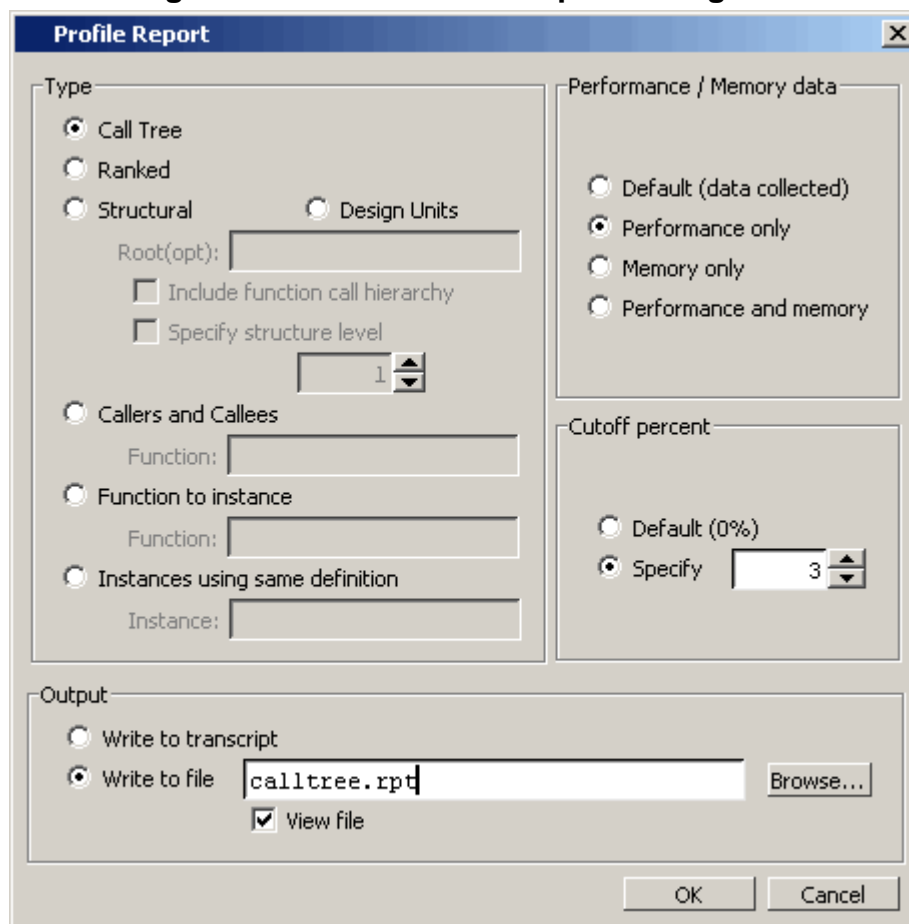 Profile Report
Type
Call Tree
Ranked
Structural
Design Units
Root(opt):
Include function call hierarchy
Specify structure level
1
Callers and Callees
Function:
Function to instance
Function:
Instances using same definition
Instance:
Performance / Memory data
Default (data collected)
Performance only
Memory only
Performance and memory
Cutoff percent
Default (0%)
Specify
3
Output
Write to transcript
Write to file
calltree.rpt
Browse...
View file
OK
Cancel